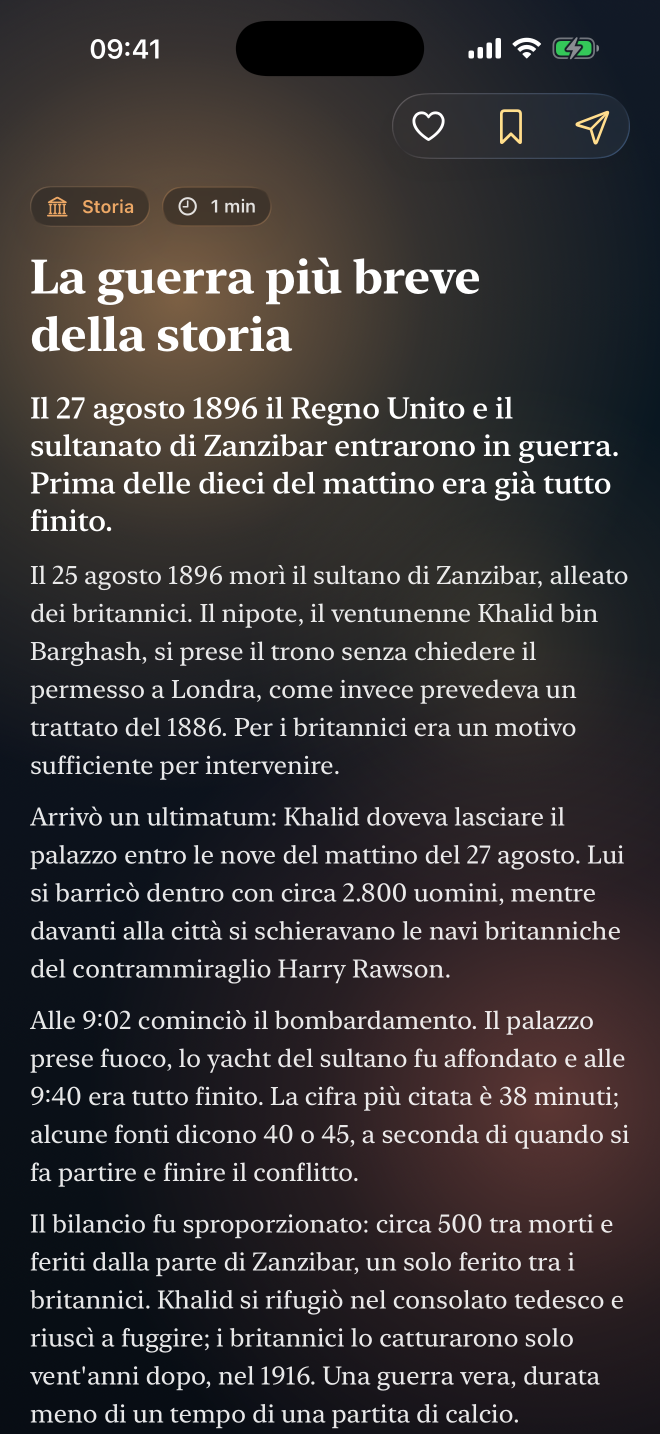 09:41
Storia
1 min
La guerra più breve
della storia
Il 27 agosto 1896 il Regno Unito e il
sultanato di Zanzibar entrarono in guerra.
Prima delle dieci del mattino era già tutto
finito.
Il 25 agosto 1896 morì il sultano di Zanzibar, alleato
dei britannici. Il nipote, il ventunenne Khalid bin
Barghash, si prese il trono senza chiedere il
permesso a Londra, come invece prevedeva un
trattato del 1886. Per i britannici era un motivo
sufficiente per intervenire.
Arrivò un ultimatum: Khalid doveva lasciare il
palazzo entro le nove del mattino del 27 agosto. Lui
si barricò dentro con circa 2.800 uomini, mentre
davanti alla città si schieravano le navi britanniche
del contrammiraglio Harry Rawson.
Alle 9:02 cominciò il bombardamento. Il palazzo
prese fuoco, lo yacht del sultano fu affondato e alle
9:40 era tutto finito. La cifra più citata è 38 minuti;
alcune fonti dicono 40 o 45, a seconda di quando si
fa partire e finire il conflitto.
Il bilancio fu sproporzionato: circa 500 tra morti e
feriti dalla parte di Zanzibar, un solo ferito tra i
britannici. Khalid si rifugiò nel consolato tedesco e
riuscì a fuggire; i britannici lo catturarono solo
vent'anni dopo, nel 1916. Una guerra vera, durata
meno di un tempo di una partita di calcio.